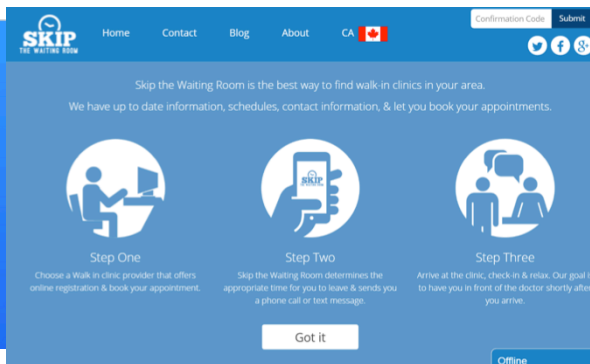 Confirmation Code Submit
SKIP
THE WAITING ROOM
Home Contact Blog About CA
Skip the Waiting Room is the best way to find walk-in clinics in your area.
We have up to date information, schedules, contact information, & let you book your appointments.
SKIP
THE WAITING ROOM
Step One Step Two Step Three
Choose a Walk in clinic provider that offers
online registration & book your appointment.
Skip the Waiting Room determines the
appropriate time for you to leave & sends you
a phone call or text message.
Arrive at the clinic, check-in & relax. Our goal i
to have you in front of the doctor shortly after
you arrive.
Got it
Offline